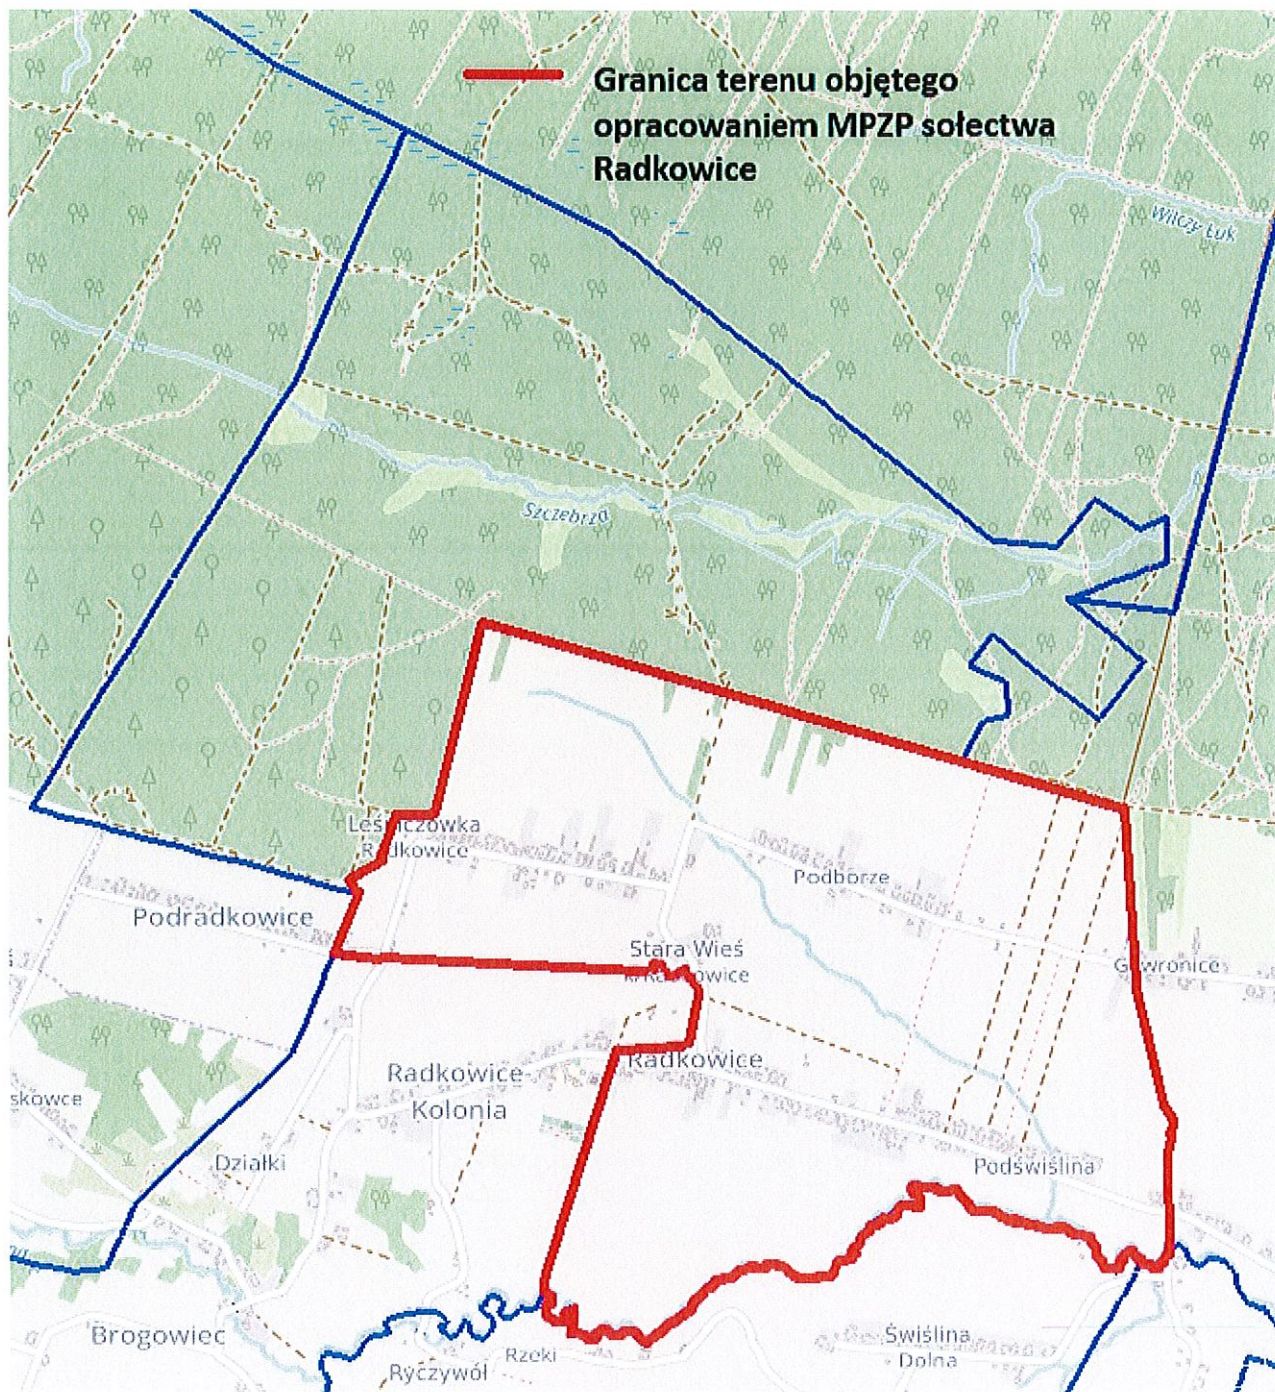 Granica terenu objętego
opracowaniem MPZP sołectwa
Radkowice
Wilczy Łuk
Szczebrza
Leśniczówka
Radkowice
Podborze
Podradkowice
Stara Wieś
Gawronice
Radkowice
Radkowice-
Kolonia
skowce
Działki
Podświślina
Brogowiec
Rzeki
Ryczywół
Świślina
Dolna